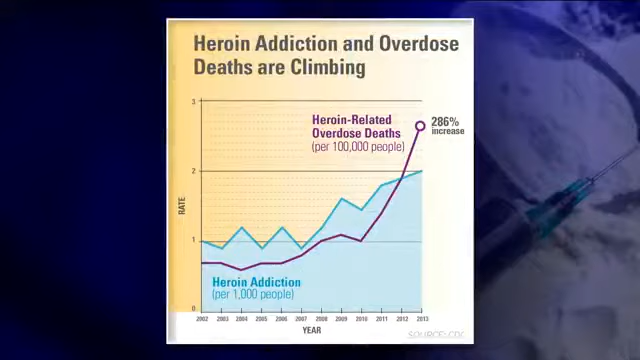 Heroin Addiction and Overdose
Deaths are Climbing
3
Heroin-Related
Overdose Deaths
(per 100,000 people)
286%
increase
2
RATE
1
Heroin Addiction
(per 1,000 people)
0
2002 2003 2004 2005 2006 2007 2008 2009 2010 2011 2012 2013
YEAR
SOURCE: CDC